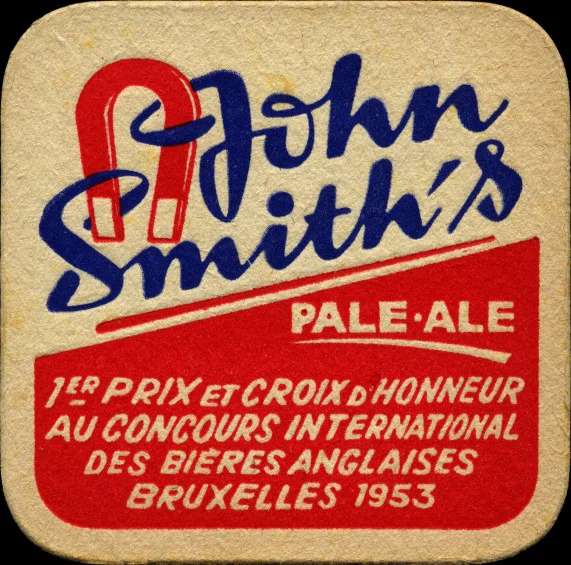 John
Smith's
PALE·ALE
1ER PRIX ET CROIX D'HONNEUR
AU CONCOURS INTERNATIONAL
DES BIÈRES ANGLAISES
BRUXELLES 1953